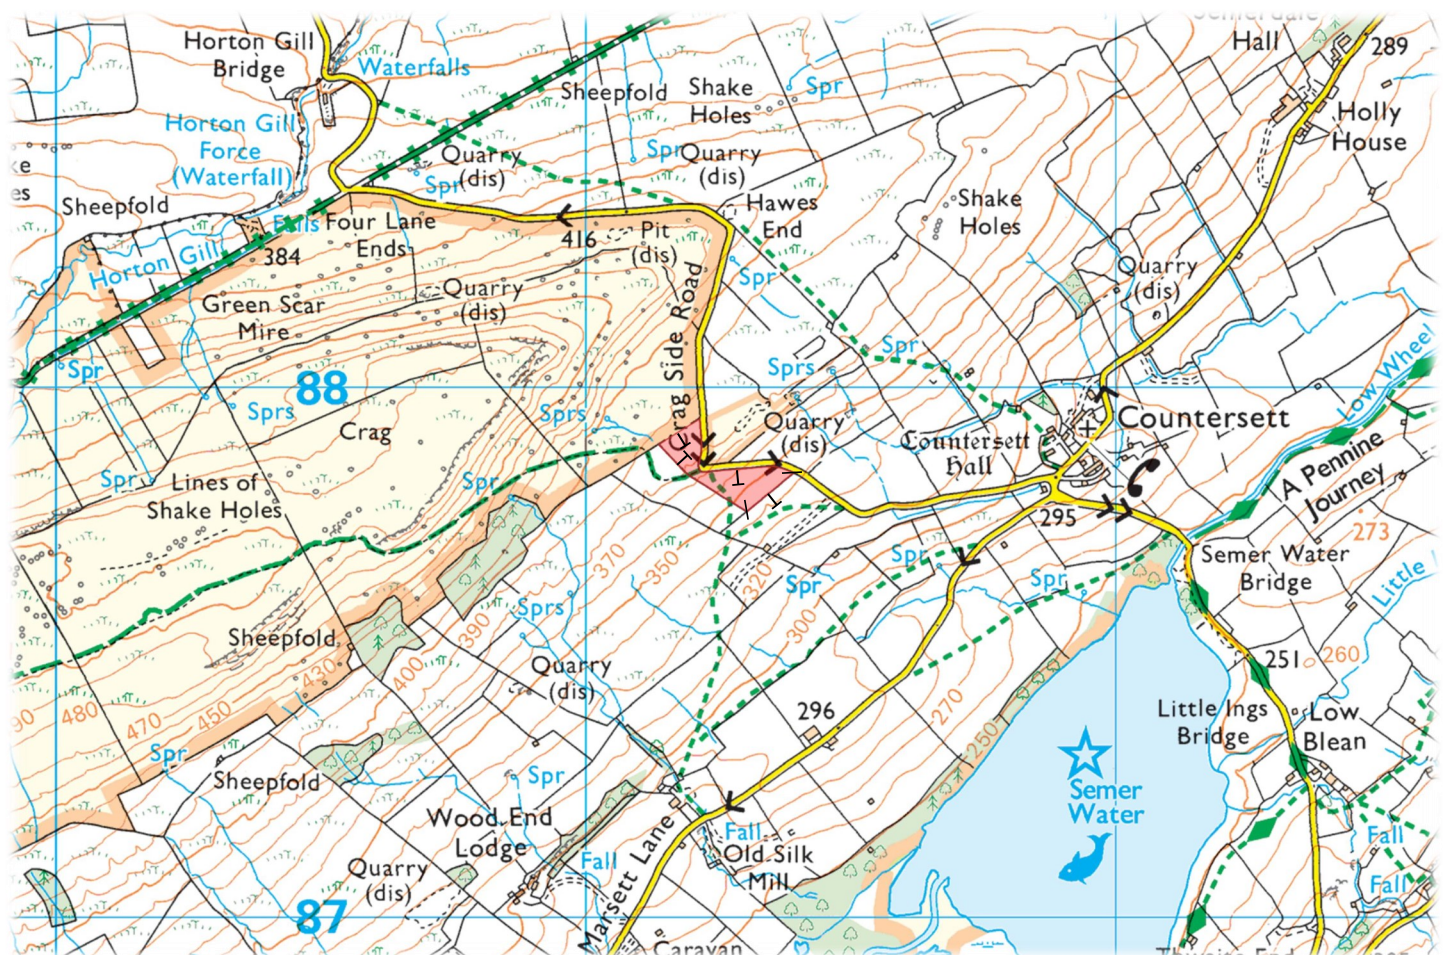 Hall
289
Horton Gill
Bridge
Waterfalls
Sheepfold
Shake
Holes
Spr
Holly
House
Horton Gill
Force
(Waterfall)
Quarry
(dis)
Spr
Spr
Quarry
(dis)
ke
es
Sheepfold
Falls
Four Lane
Ends
384
Horton Gill
416
Pit
(dis)
Hawes
End
Shake
Holes
Spr
Quarry
(dis)
Green Scar
Mire
Quarry
(dis)
Crag Side Road
Spr
88
Sprs
Crag
Sprs
Sprs
Spr
Quarry
(dis)
Countersett
Hall
Countersett
Low Wheel
A Pennine
Journey
Spr
Lines of
Shake Holes
Spr
295
273
370
350
320
Spr
Spr
Spr
Semer Water
Bridge
Little
Sprs
300
390
Sheepfold
430
400
Quarry
(dis)
251
260
90
480
470
450
296
270
250
Little Ings
Bridge
Low
Blean
Spr
Sheepfold
Spr
Semer
Water
Wood End
Lodge
Fall
Marsett Lane
Fall
Old Silk
Mill
Fall
Fall
Quarry
(dis)
87
Caravan